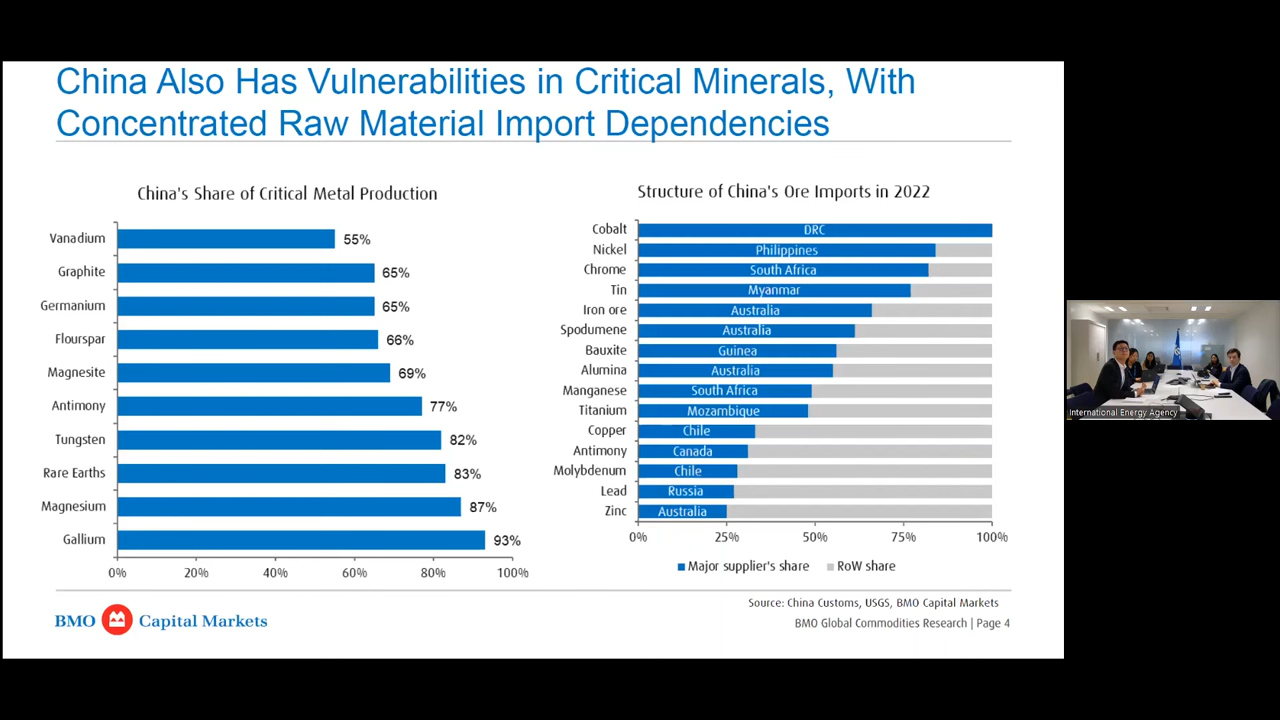 China Also Has Vulnerabilities in Critical Minerals, With
Concentrated Raw Material Import Dependencies
China's Share of Critical Metal Production
Vanadium 55%
Graphite 65%
Germanium 65%
Flourspar 66%
Magnesite 69%
Antimony 77%
Tungsten 82%
Rare Earths 83%
Magnesium 87%
Gallium 93%
0% 20% 40% 60% 80% 100%
Structure of China's Ore Imports in 2022
Cobalt DRC
Nickel Philippines
Chrome South Africa
Tin Myanmar
Iron ore Australia
Spodumene Australia
Bauxite Guinea
Alumina Australia
Manganese South Africa
Titanium Mozambique
Copper Chile
Antimony Canada
Molybdenum Chile
Lead Russia
Zinc Australia
0% 25% 50% 75% 100%
Major supplier's share RoW share
Source: China Customs, USGS, BMO Capital Markets
BMO Capital Markets
BMO Global Commodities Research | Page 4
International Energy Agency